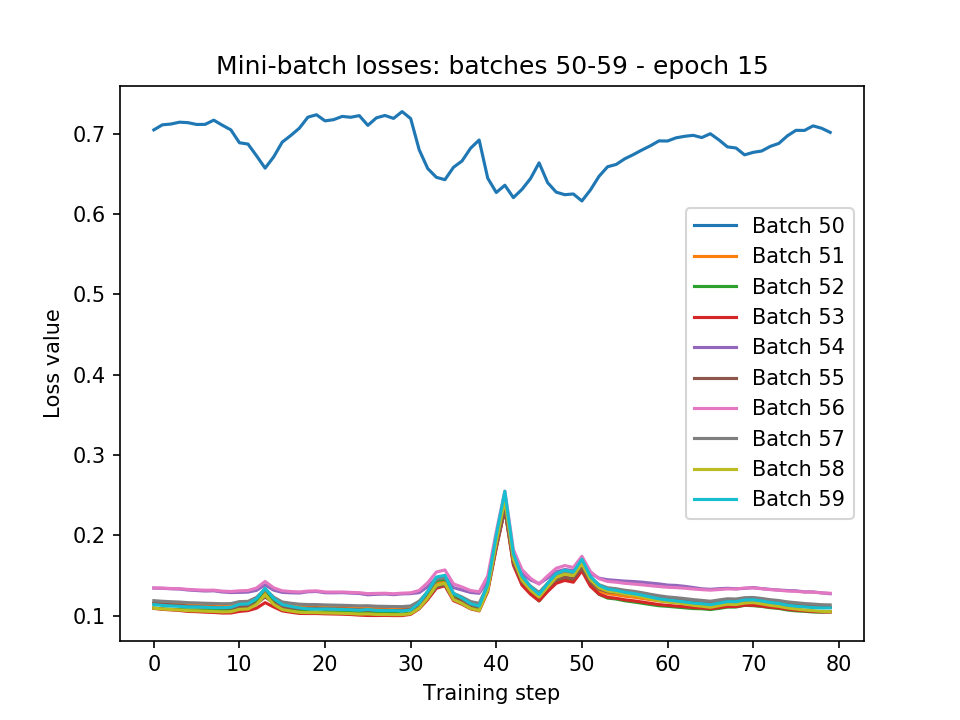 Mini-batch losses: batches 50-59 - epoch 15
Loss value
0.7
0.6
0.5
0.4
0.3
0.2
0.1
Batch 50
Batch 51
Batch 52
Batch 53
Batch 54
Batch 55
Batch 56
Batch 57
Batch 58
Batch 59
0 10 20 30 40 50 60 70 80
Training step